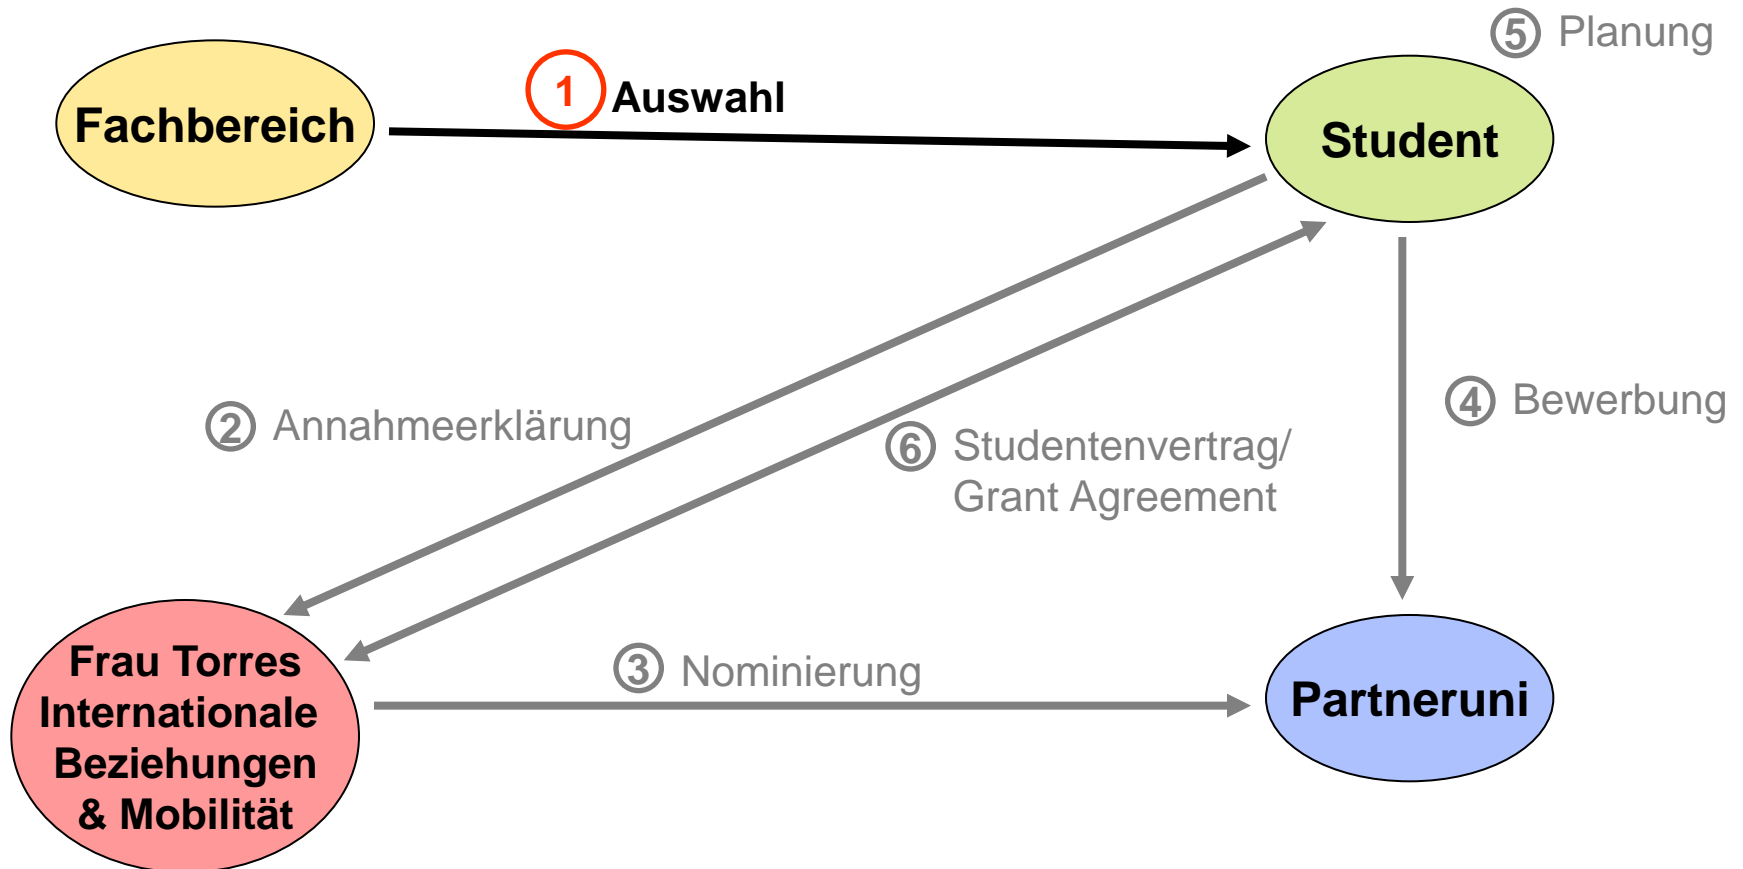 ⑤ Planung
① Auswahl
Fachbereich
Student
② Annahmeerklärung
④ Bewerbung
⑥ Studentenvertrag/
Grant Agreement
③ Nominierung
Frau Torres
Internationale
Beziehungen
& Mobilität
Partneruni